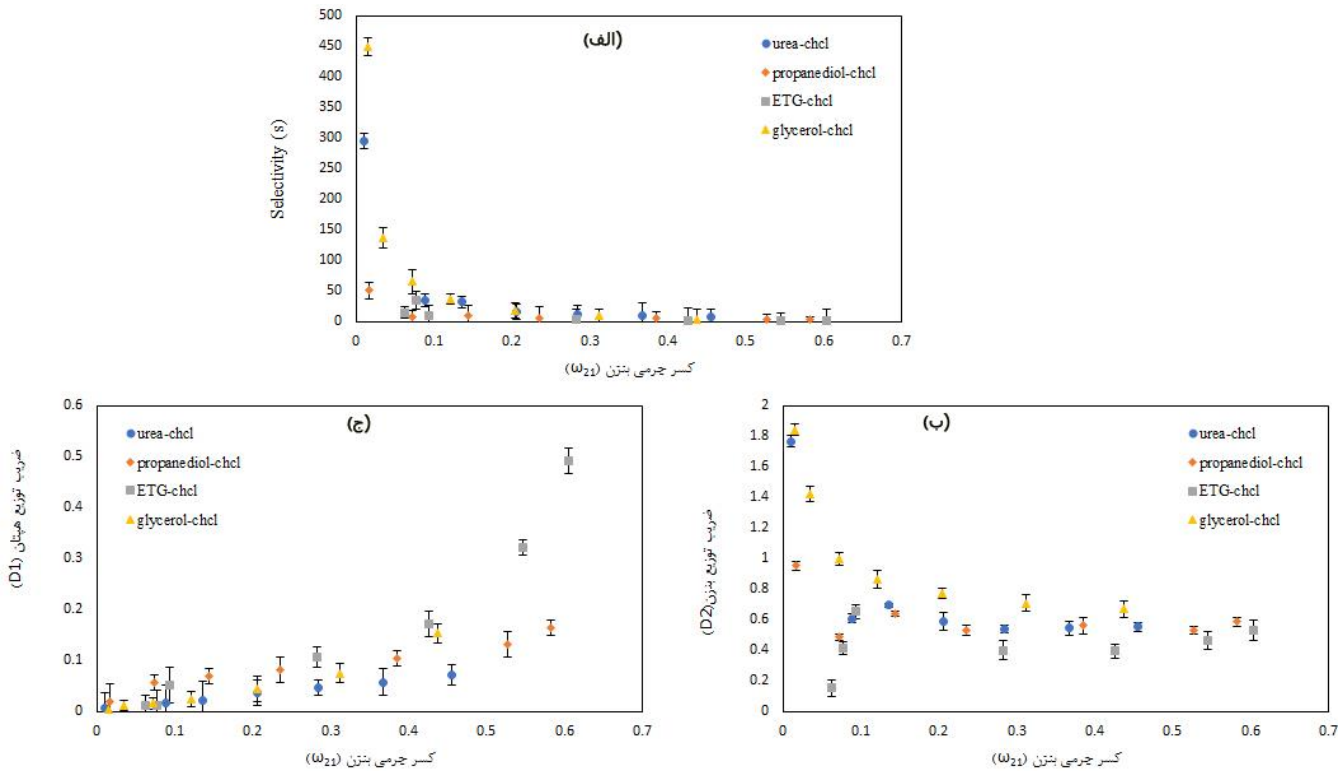 (الف)
Selectivity (s)
500
450
400
350
300
250
200
150
100
50
0
0 0.1 0.2 0.3 0.4 0.5 0.6 0.7
کسر جرمی بنزن (ω₂₁)
urea-chcl
propanediol-chcl
ETG-chcl
glycerol-chcl
(ب)
ضریب توزیع بنزن(D2)
2
1.8
1.6
1.4
1.2
1
0.8
0.6
0.4
0.2
0
0 0.1 0.2 0.3 0.4 0.5 0.6 0.7
کسر جرمی بنزن (ω₂₁)
urea-chcl
propanediol-chcl
ETG-chcl
glycerol-chcl
(ج)
ضریب توزیع هپتان (D1)
0.6
0.5
0.4
0.3
0.2
0.1
0
0 0.1 0.2 0.3 0.4 0.5 0.6 0.7
کسر جرمی بنزن (ω₂₁)
urea-chcl
propanediol-chcl
ETG-chcl
glycerol-chcl